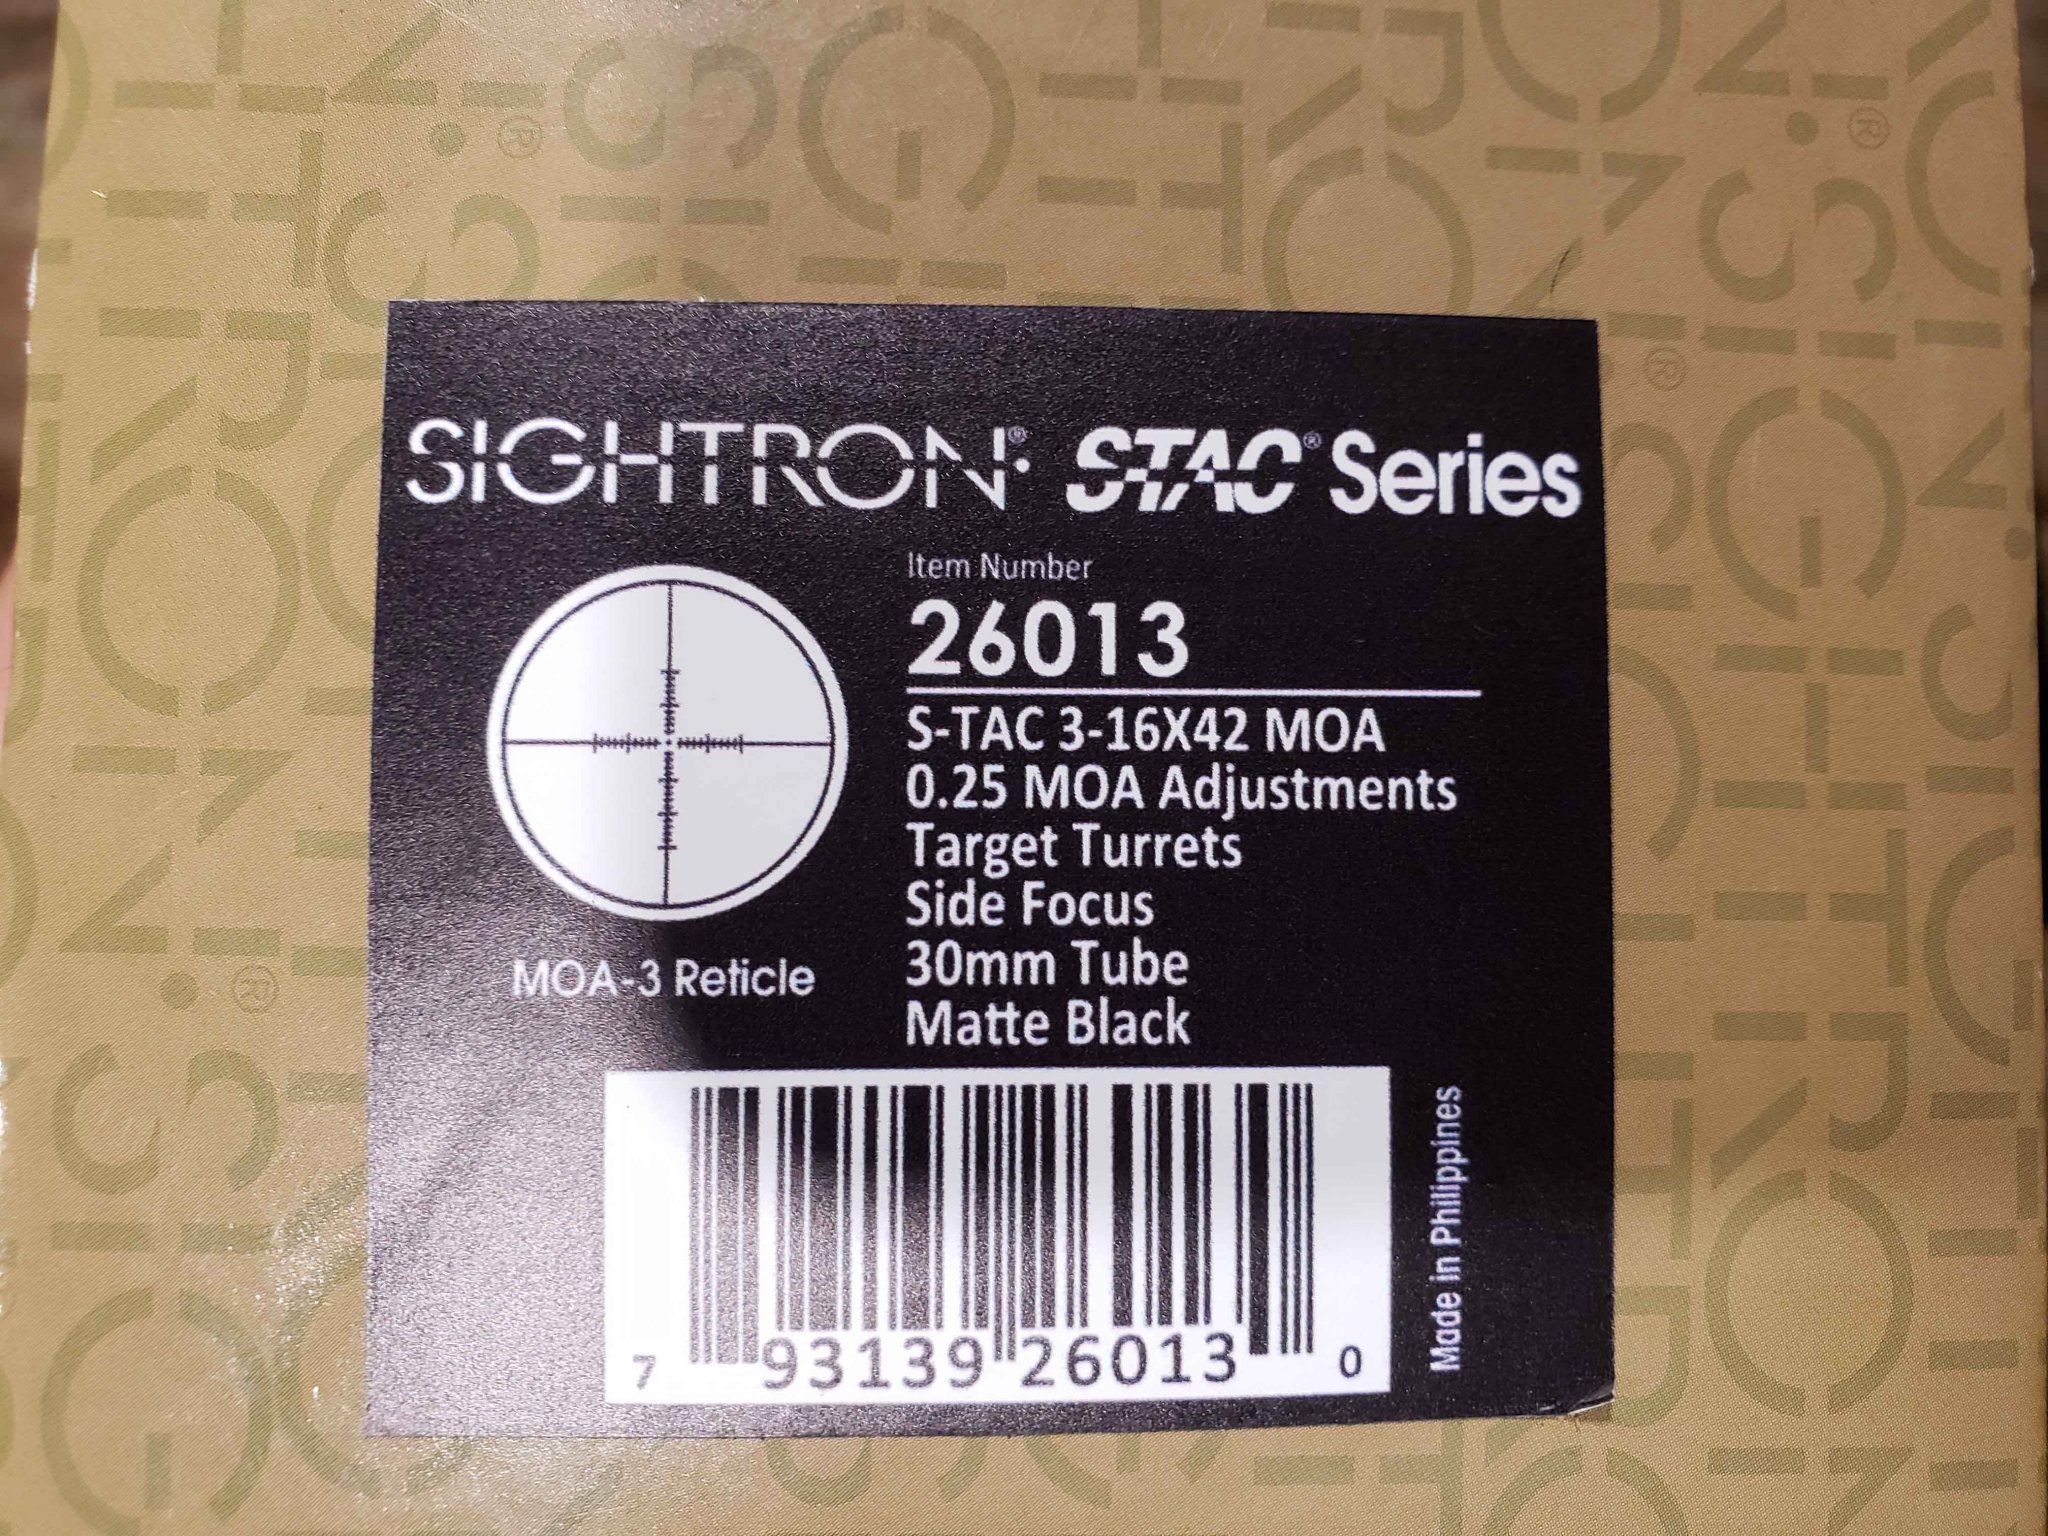 SIGHTRON® S-TAC® Series
Item Number
26013
S-TAC 3-16X42 MOA
0.25 MOA Adjustments
Target Turrets
Side Focus
30mm Tube
Matte Black
MOA-3 Reticle
7 93139 26013 0
Made in Philippines